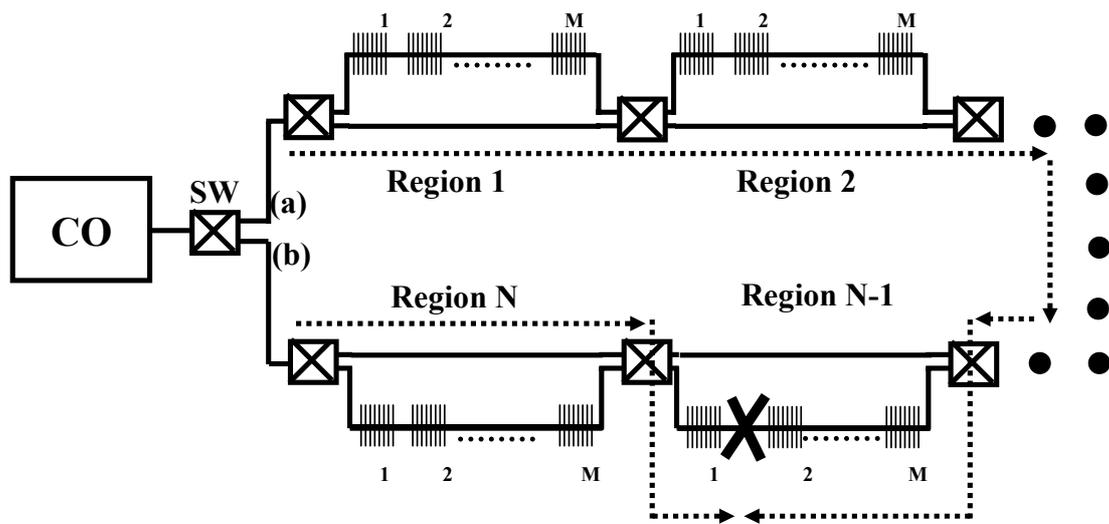 1 2 M 1 2 M
SW
(a)
Region 1 Region 2
CO
(b)
Region N Region N-1
1 2 M 1 2 M